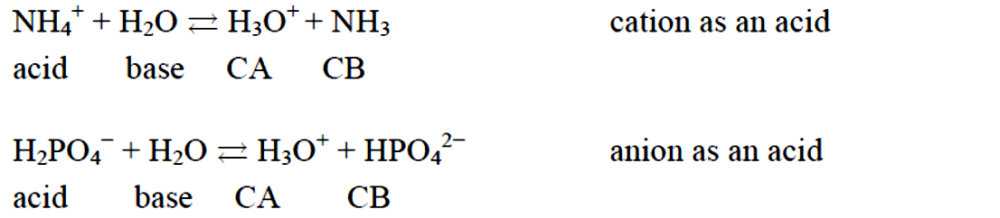 NH₄⁺ + H₂O ⇌ H₃O⁺ + NH₃ cation as an acid
acid base CA CB
H₂PO₄⁻ + H₂O ⇌ H₃O⁺ + HPO₄²⁻ anion as an acid
acid base CA CB